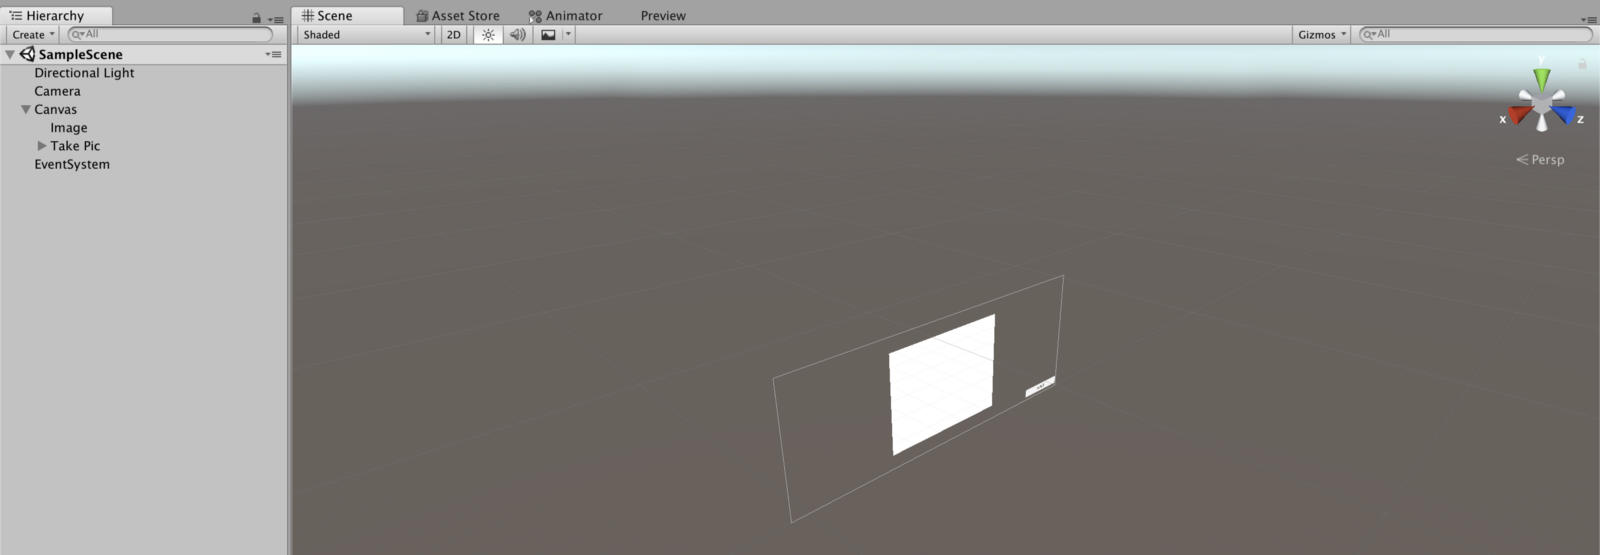 Hierarchy
Create
All
SampleScene
Directional Light
Camera
Canvas
Image
Take Pic
EventSystem
Scene
Asset Store
Animator
Preview
Shaded
2D
Gizmos
All
y
x
z
Persp